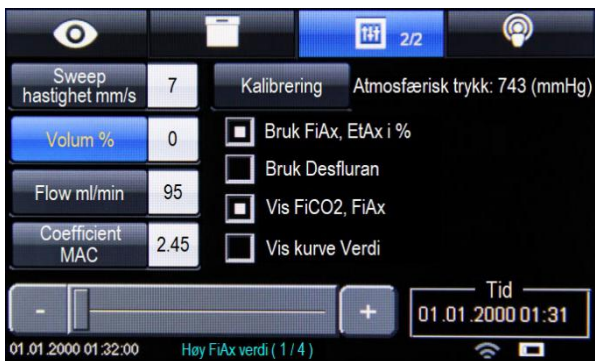 2/2
Sweep
hastighet mm/s
7
Kalibrering
Atmosfærisk trykk: 743 (mmHg)
Volum %
0
Bruk FiAx, EtAx i %
Bruk Desfluran
Flow ml/min
95
Vis FiCO2, FiAx
Coefficient
MAC
2.45
Vis kurve Verdi
-
+
Tid
01.01.2000 01:31
01.01.2000 01:32:00
Høy FiAx verdi ( 1 / 4 )